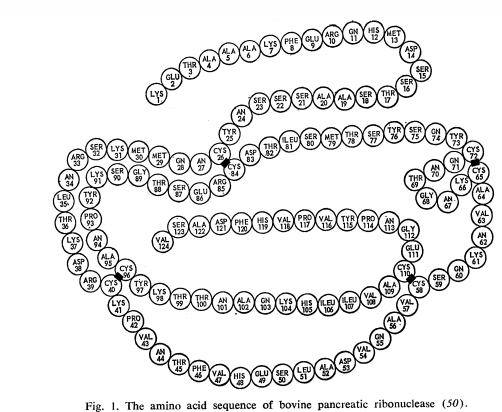 LYS 1
GLU 2
THR 3
ALA 4
ALA 5
ALA 6
LYS 7
PHE 8
GLU 9
ARG 10
GN 11
HIS 12
MET 13
ASP 14
SER 15
SER 16
THR 17
SER 18
ALA 19
ALA 20
SER 21
SER 22
SER 23
AN 24
TYR 25
CYS 26
AN 27
GN 28
MET 29
MET 30
LYS 31
SER 32
ARG 33
AN 34
LEU 35
THR 36
LYS 37
ASP 38
ARG 39
CYS 40
LYS 41
PRO 42
VAL 43
AN 44
THR 45
PHE 46
VAL 47
HIS 48
GLU 49
SER 50
LEU 51
ALA 52
ASP 53
VAL 54
GN 55
ALA 56
VAL 57
CYS 58
SER 59
GN 60
LYS 61
AN 62
VAL 63
ALA 64
CYS 65
LYS 66
AN 67
GLY 68
THR 69
AN 70
GN 71
CYS 72
TYR 73
GN 74
SER 75
TYR 76
SER 77
THR 78
MET 79
SER 80
ILEU 81
THR 82
ASP 83
CYS 84
ARG 85
GLU 86
SER 87
THR 88
GLY 89
SER 90
LYS 91
TYR 92
PRO 93
AN 94
ALA 95
CYS 96
TYR 97
LYS 98
THR 99
THR 100
AN 101
ALA 102
GN 103
LYS 104
HIS 105
ILEU 106
ILEU 107
VAL 108
ALA 109
CYS 110
GLU 111
GLY 112
AN 113
PRO 114
TYR 115
VAL 116
PRO 117
VAL 118
HIS 119
PHE 120
ASP 121
ALA 122
SER 123
VAL 124
Fig. 1. The amino acid sequence of bovine pancreatic ribonuclease (50).